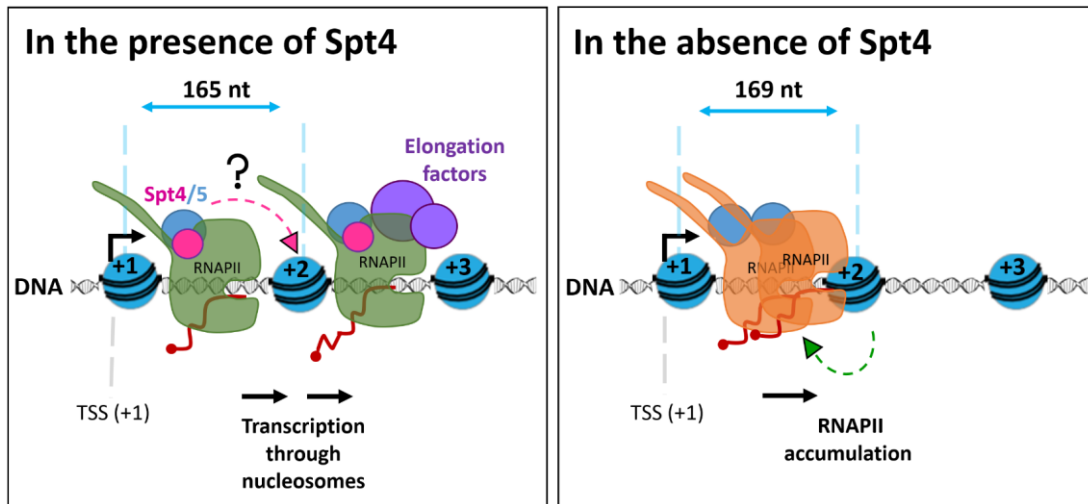 In the presence of Spt4
165 nt
?
Elongation
factors
Spt4/5
RNAPII
RNAPII
DNA
+1
+2
+3
TSS (+1)
Transcription
through
nucleosomes
In the absence of Spt4
169 nt
RNAPII
RNAPII
DNA
+1
+2
+3
TSS (+1)
RNAPII
accumulation